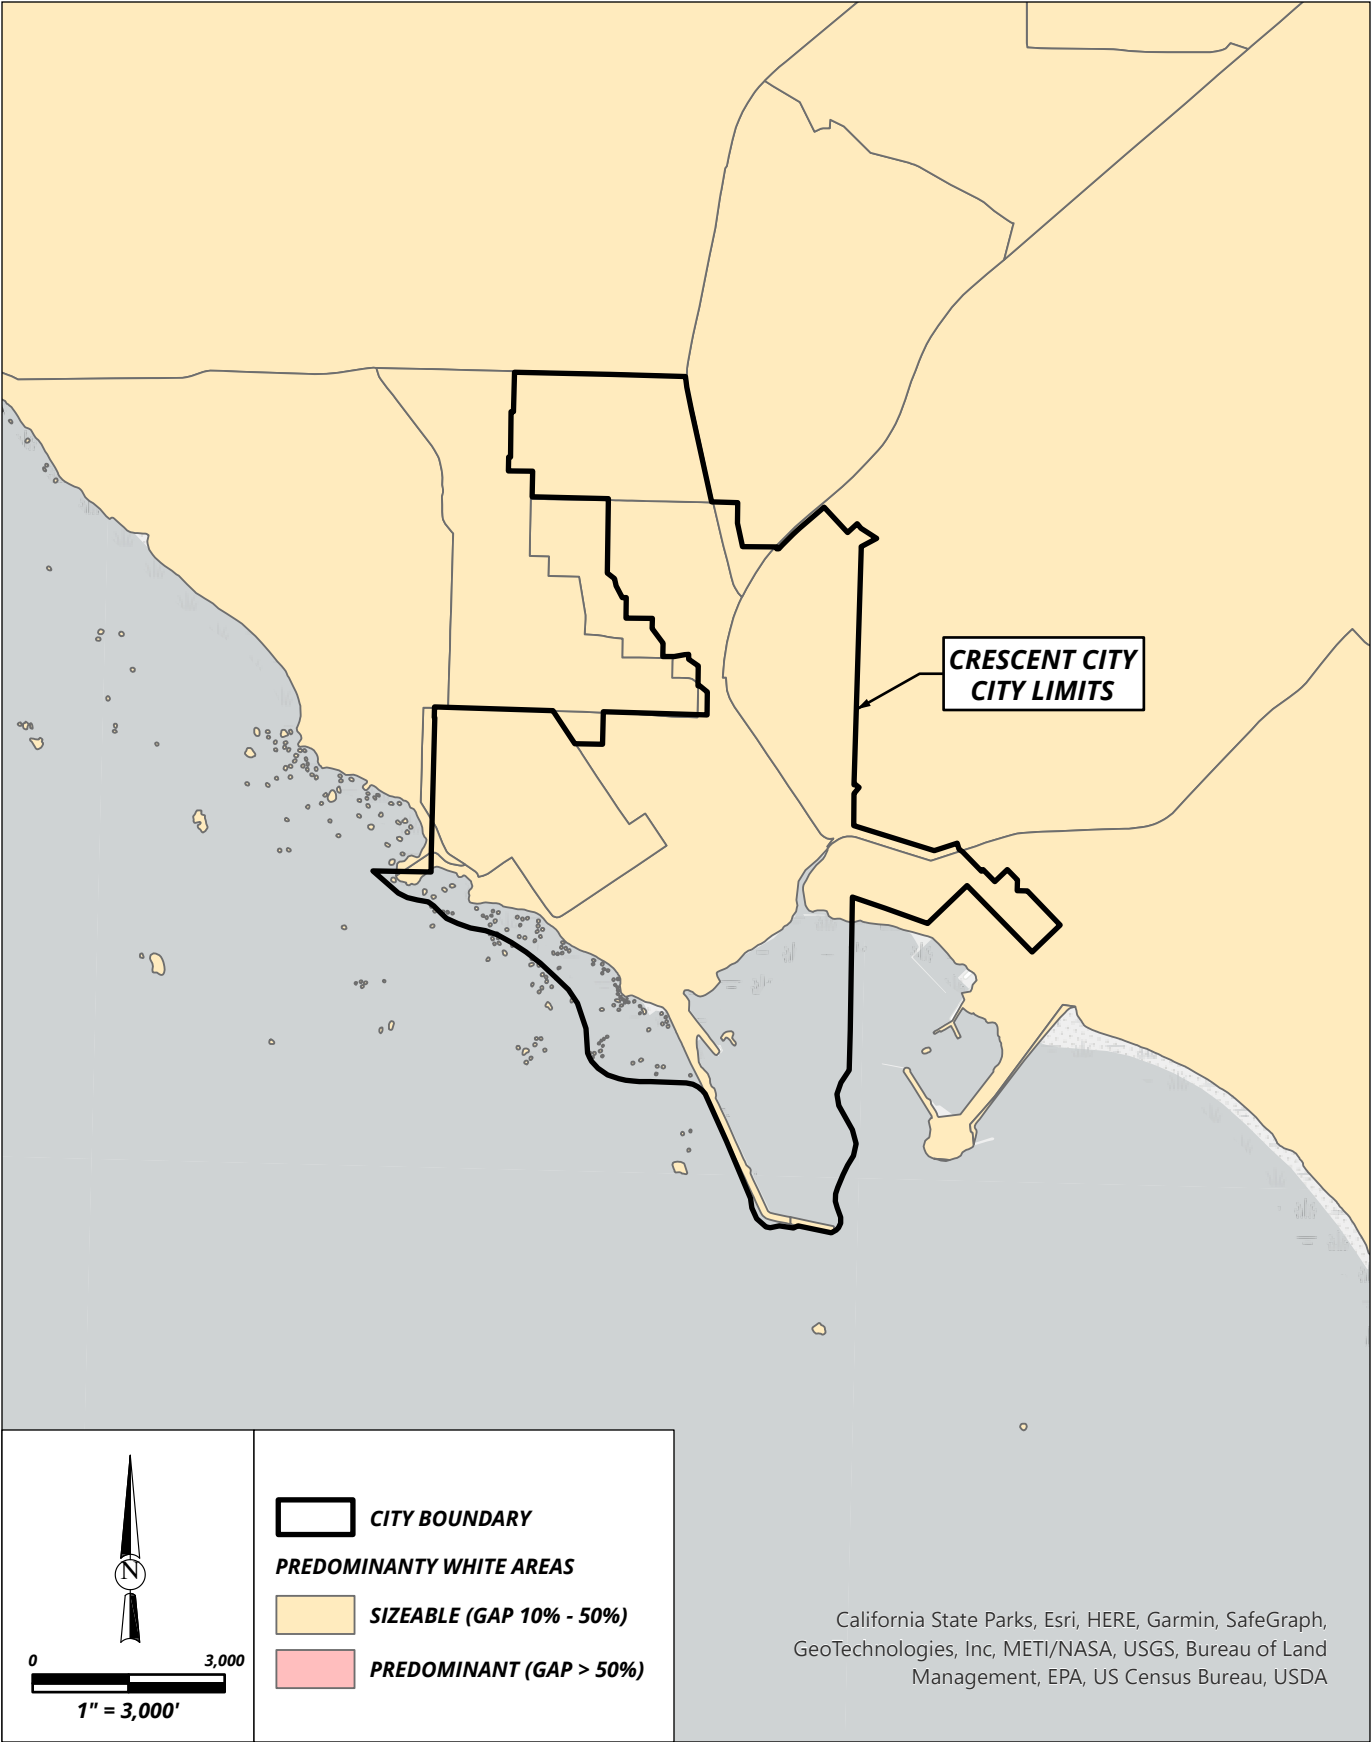 CRESCENT CITY
CITY LIMITS
N
0 3,000
1" = 3,000'
CITY BOUNDARY
PREDOMINANTY WHITE AREAS
SIZEABLE (GAP 10% - 50%)
PREDOMINANT (GAP > 50%)
California State Parks, Esri, HERE, Garmin, SafeGraph,
GeoTechnologies, Inc, METI/NASA, USGS, Bureau of Land
Management, EPA, US Census Bureau, USDA